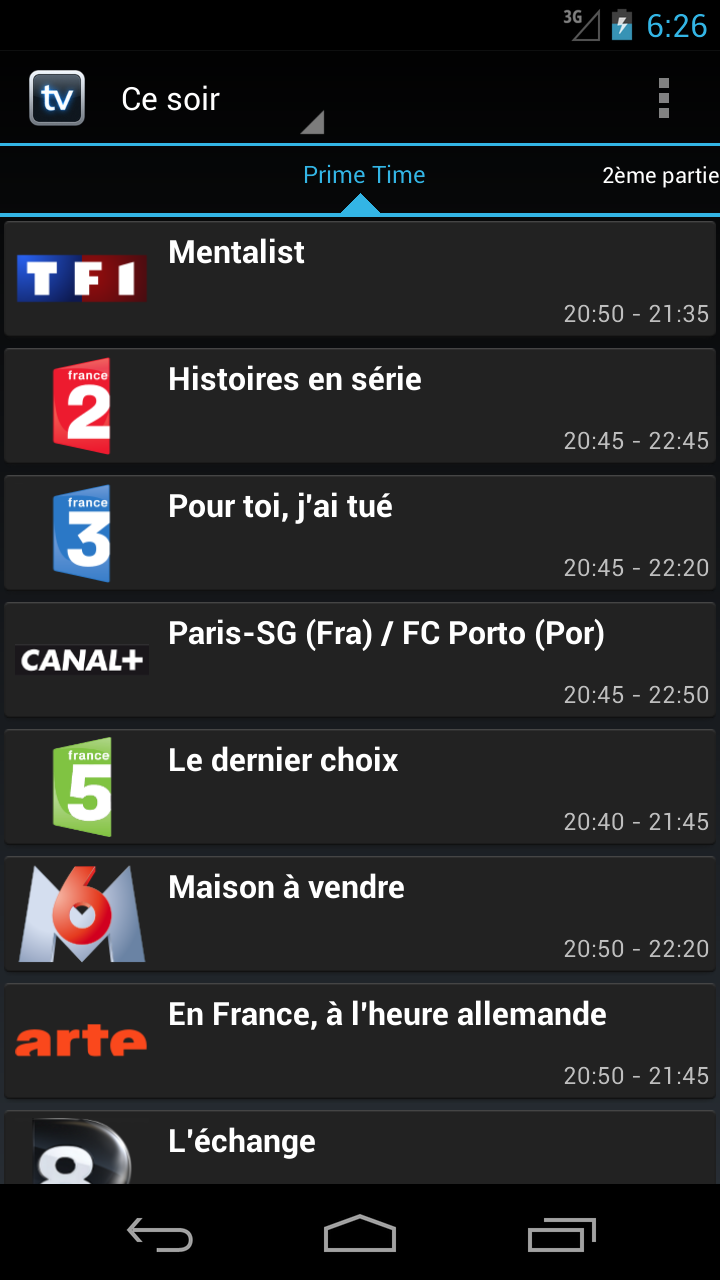 3G 6:26
tv Ce soir
Prime Time 2ème partie
TF1 Mentalist
20:50 - 21:35
france 2 Histoires en série
20:45 - 22:45
france 3 Pour toi, j'ai tué
20:45 - 22:20
CANAL+ Paris-SG (Fra) / FC Porto (Por)
20:45 - 22:50
france 5 Le dernier choix
20:40 - 21:45
M6 Maison à vendre
20:50 - 22:20
arte En France, à l'heure allemande
20:50 - 21:45
8 L'échange